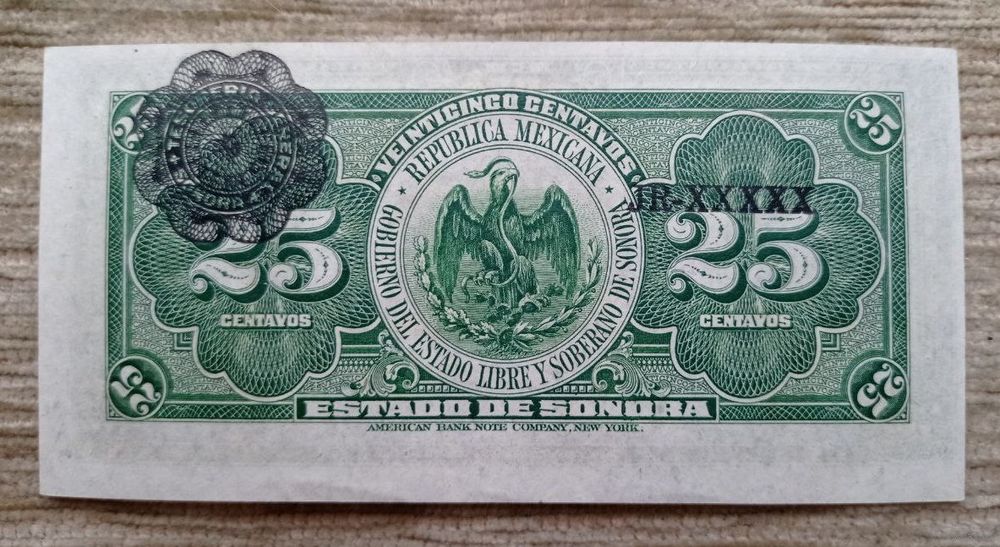 VEINTICINCO CENTAVOS
* REPUBLICA MEXICANA *
GOBIERNO DEL ESTADO LIBRE Y SOBERANO DE SONORA
25
25
25
JR-XXXXX
25
25
CENTAVOS
CENTAVOS
25
25
ESTADO DE SONORA
AMERICAN BANK NOTE COMPANY, NEW YORK.